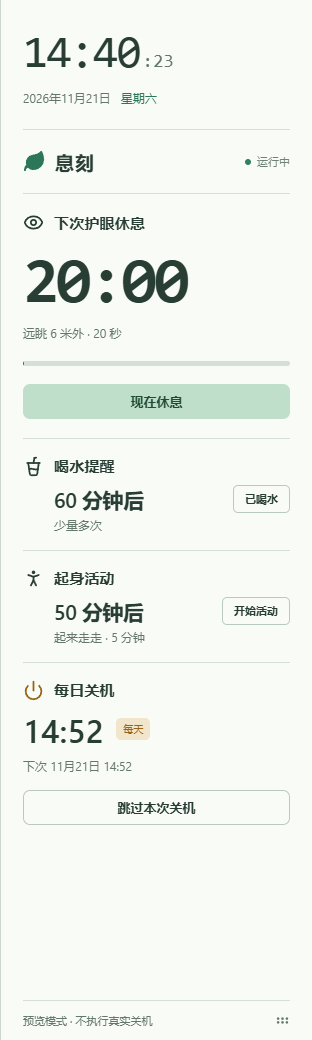 14:40:23
2026年11月21日 星期六
息刻
运行中
下次护眼休息
20:00
远眺 6 米外 · 20 秒
现在休息
喝水提醒
60 分钟后
已喝水
少量多次
起身活动
50 分钟后
开始活动
起来走走 · 5 分钟
每日关机
14:52 每天
下次 11月21日 14:52
跳过本次关机
预览模式 · 不执行真实关机